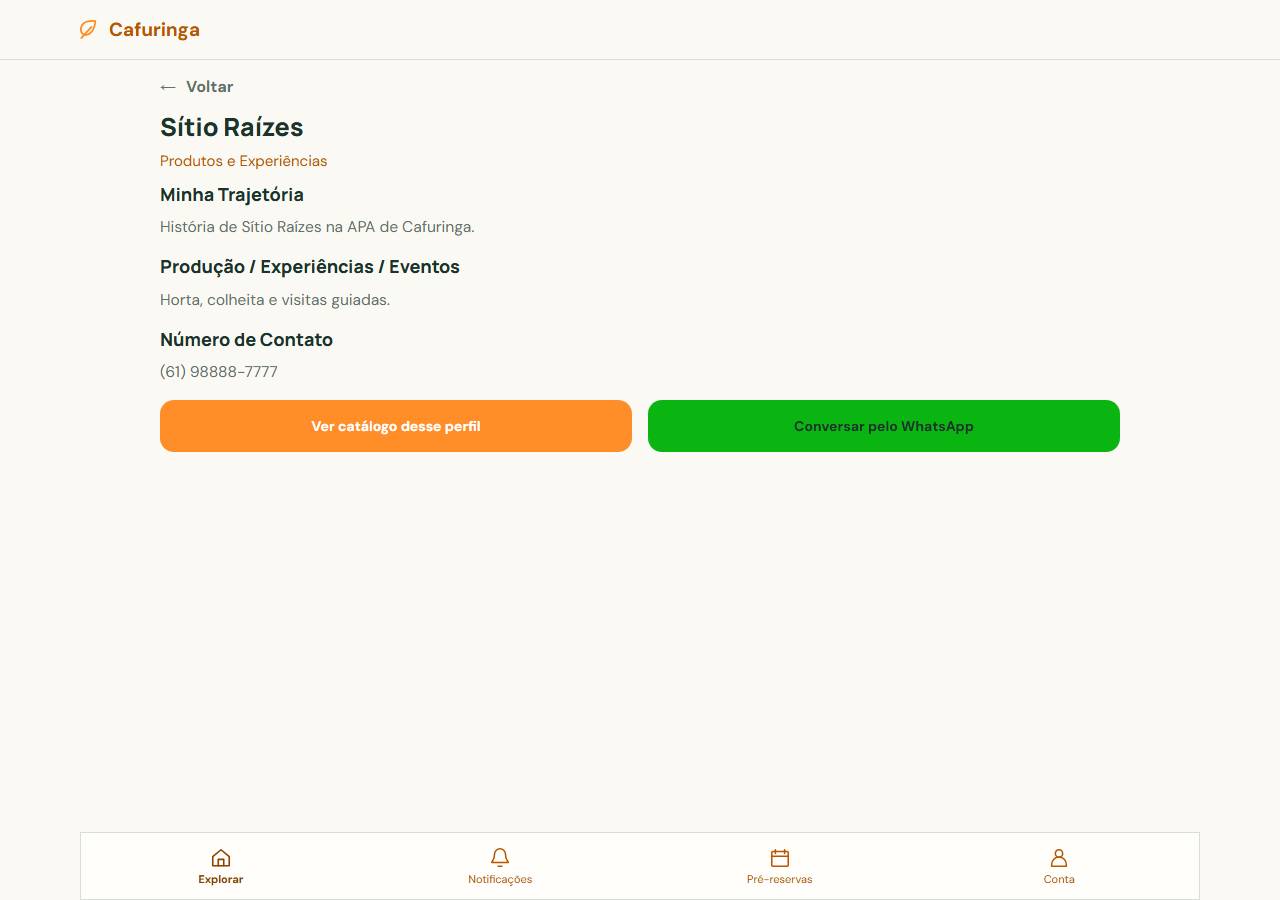 Cafuringa
← Voltar
Sítio Raízes
Produtos e Experiências
Minha Trajetória
História de Sítio Raízes na APA de Cafuringa.
Produção / Experiências / Eventos
Horta, colheita e visitas guiadas.
Número de Contato
(61) 98888-7777
Ver catálogo desse perfil
Conversar pelo WhatsApp
Explorar
Notificações
Pré-reservas
Conta